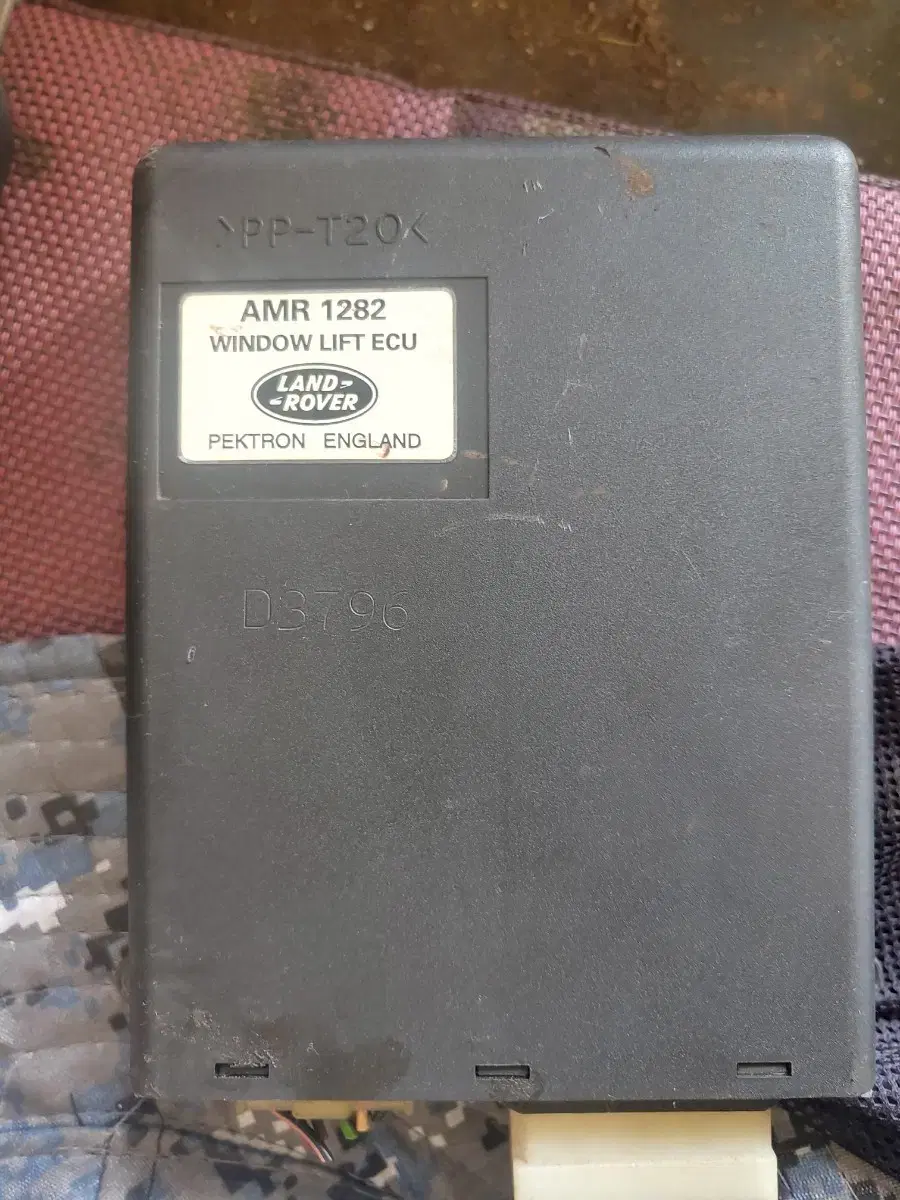 >PP-T20<
AMR 1282
WINDOW LIFT ECU
LAND-
-ROVER
PEKTRON ENGLAND
D3796